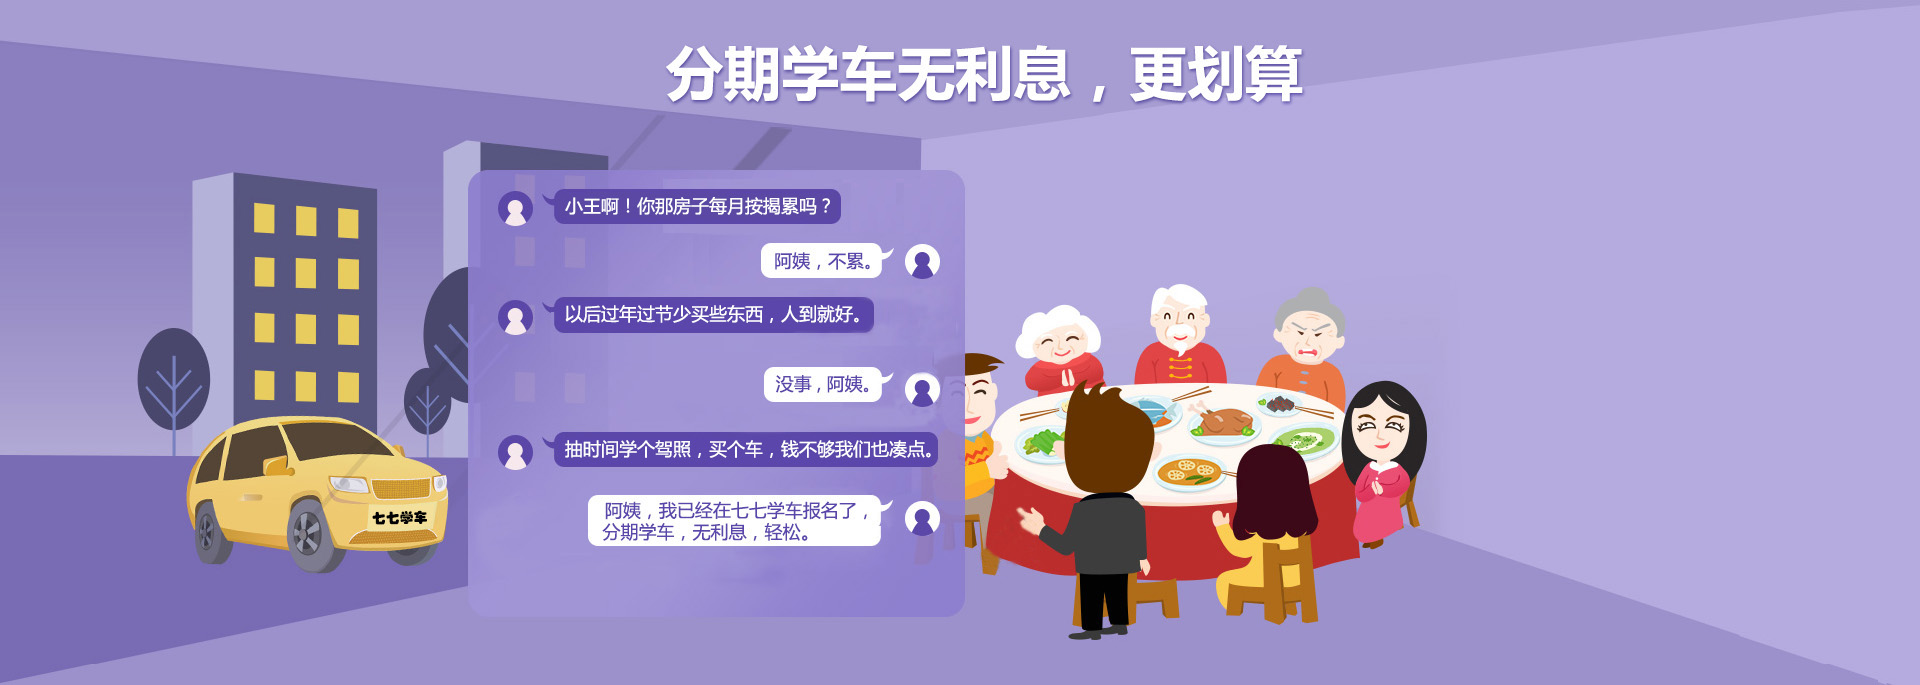 分期学车无利息，更划算
小王啊！你那房子每月按揭累吗？
阿姨，不累。
以后过年过节少买些东西，人到就好。
没事，阿姨。
抽时间学个驾照，买个车，钱不够我们也凑点。
阿姨，我已经在七七学车报名了，
分期学车，无利息，轻松。
七七学车